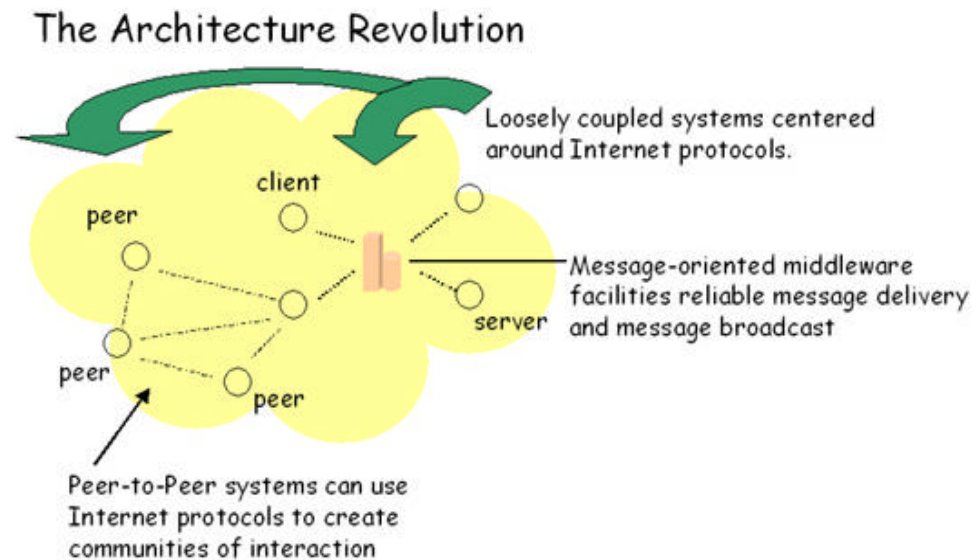 The Architecture Revolution
Loosely coupled systems centered
around Internet protocols.
client
peer
Message-oriented middleware
facilities reliable message delivery
and message broadcast
server
peer
peer
Peer-to-Peer systems can use
Internet protocols to create
communities of interaction